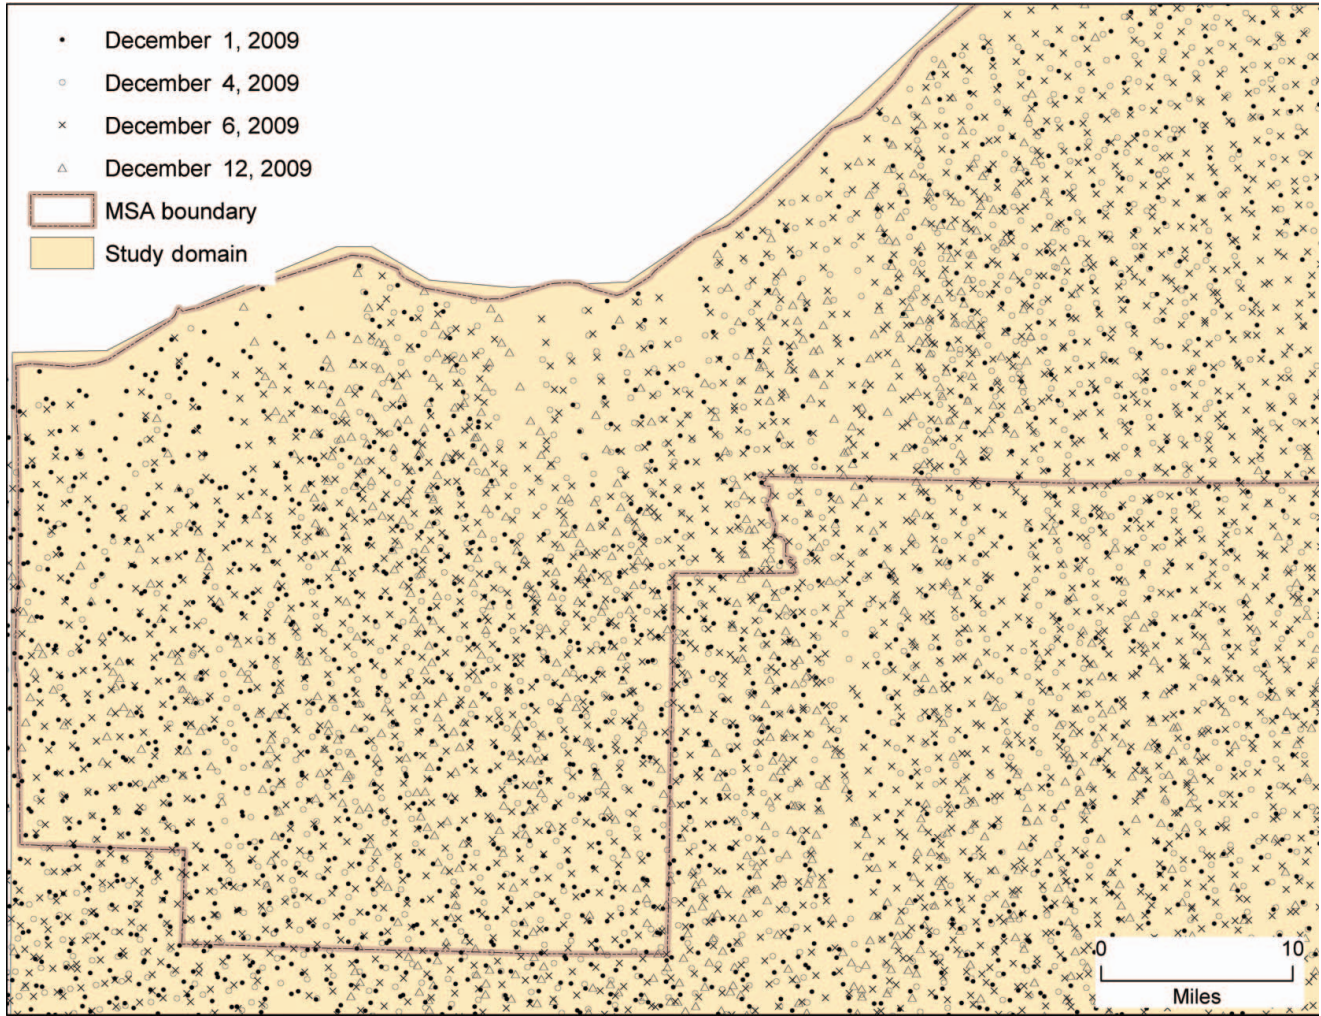 December 1, 2009
December 4, 2009
December 6, 2009
December 12, 2009
MSA boundary
Study domain
0 10
Miles